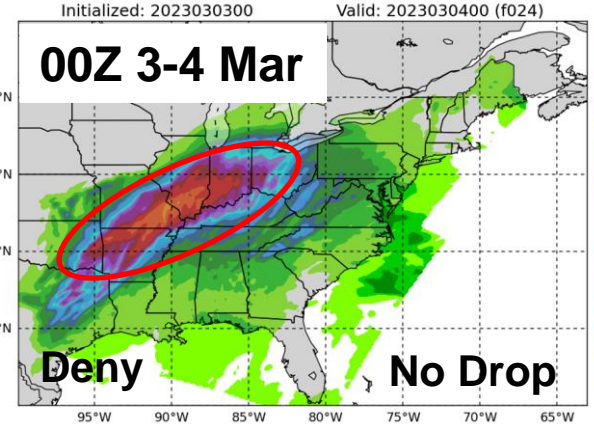 Initialized: 2023030300 Valid: 2023030400 (f024)
00Z 3-4 Mar
°N
°N
°N
°N
Deny
No Drop
95°W 90°W 85°W 80°W 75°W 70°W 65°W